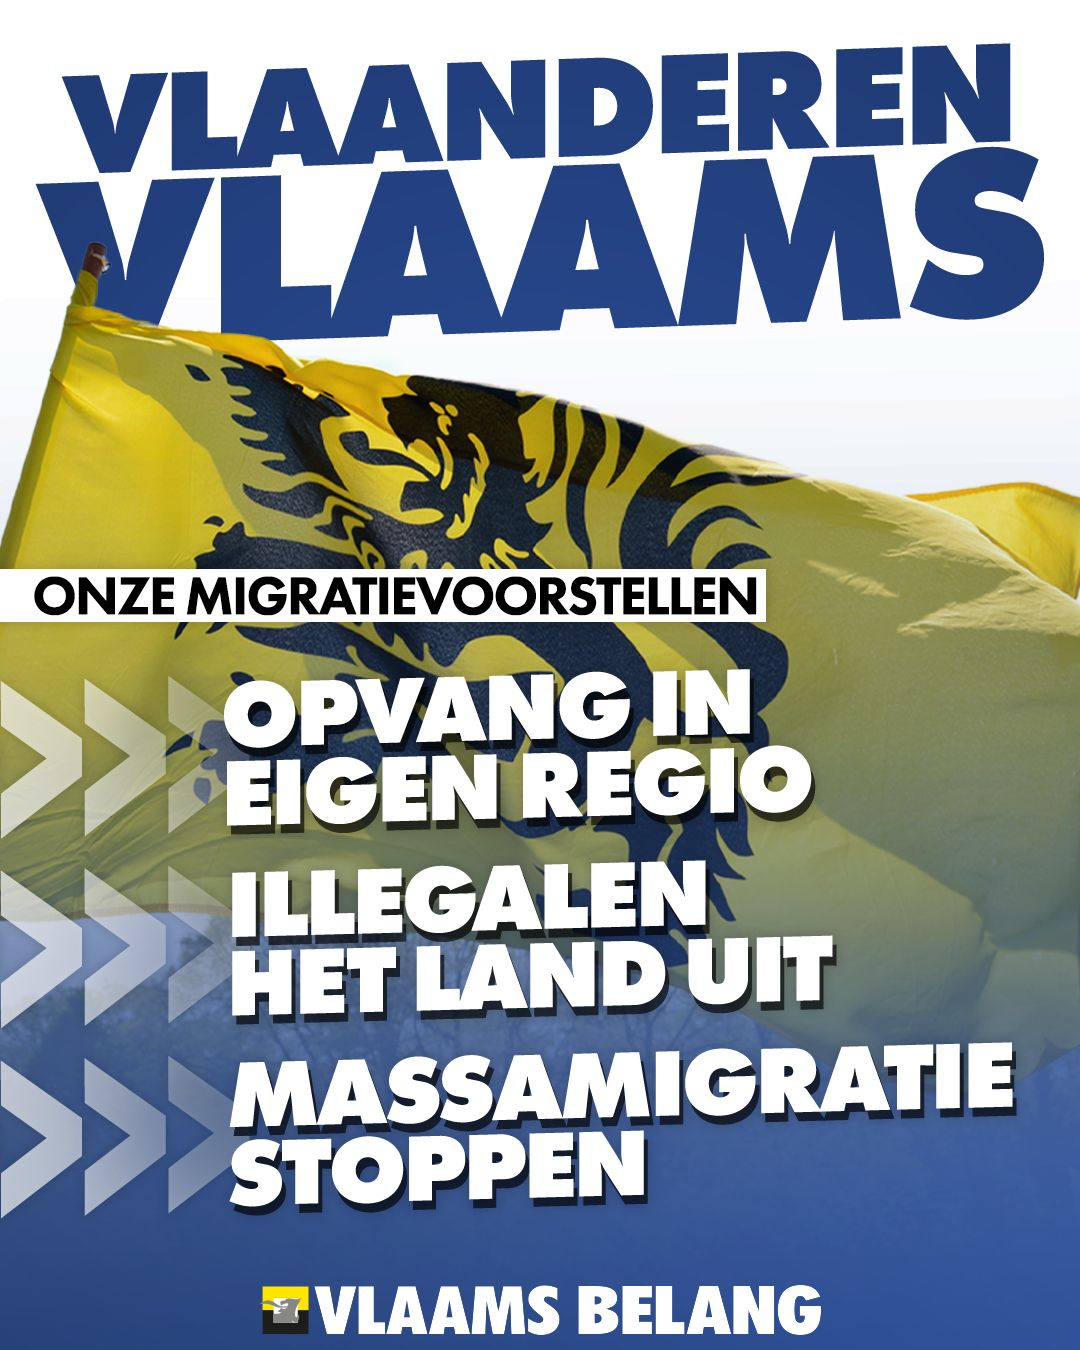 VLAANDEREN
VLAAMS
ONZE MIGRATIEVOORSTELLEN
OPVANG IN
EIGEN REGIO
ILLEGALEN
HET LAND UIT
MASSAMIGRATIE
STOPPEN
VLAAMS BELANG